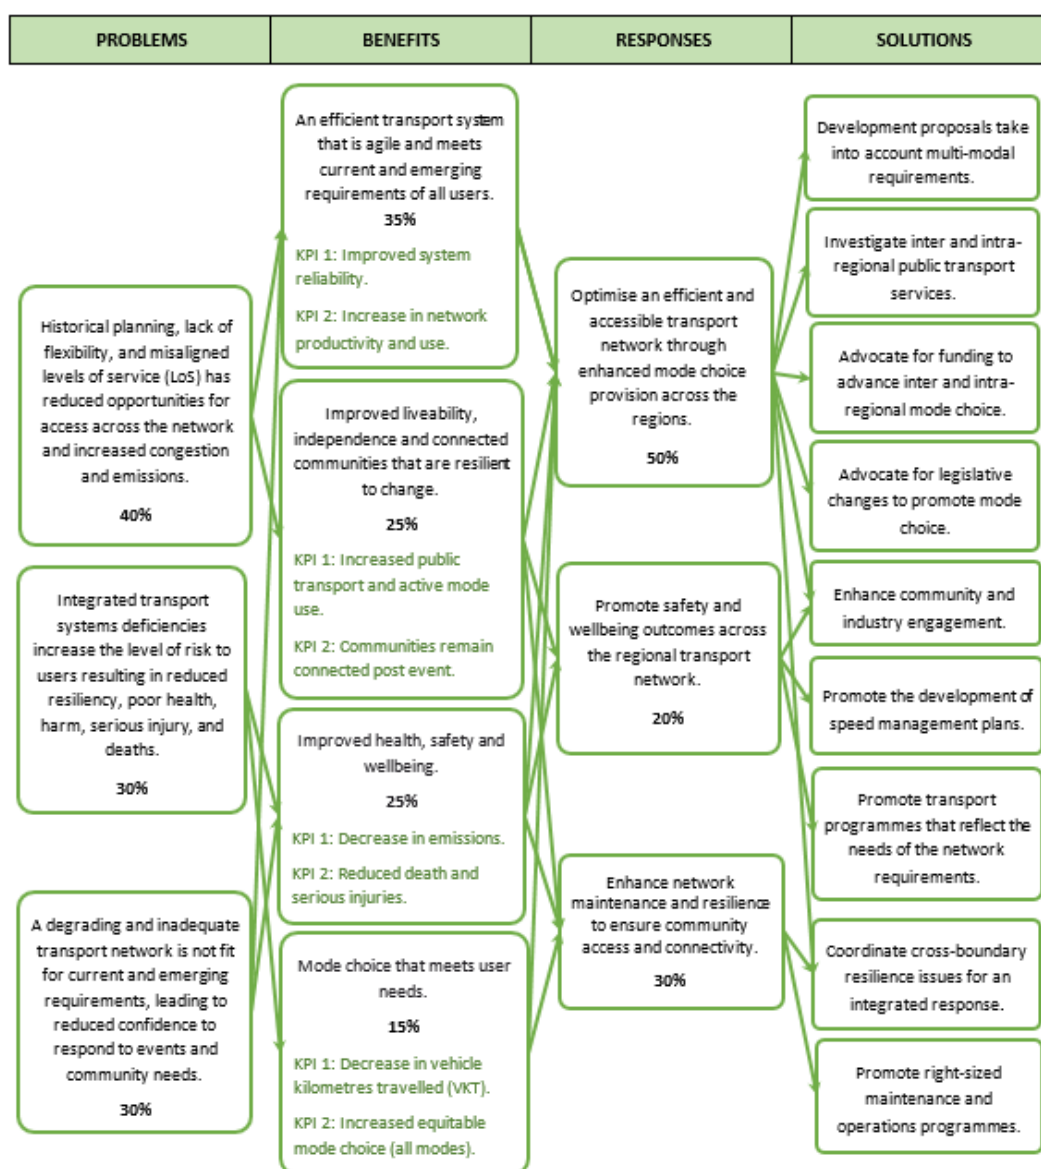 PROBLEMS
BENEFITS
RESPONSES
SOLUTIONS
Historical planning, lack of
flexibility, and misaligned
levels of service (LoS) has
reduced opportunities for
access across the network
and increased congestion
and emissions.
40%
Integrated transport
systems deficiencies
increase the level of risk to
users resulting in reduced
resiliency, poor health,
harm, serious injury, and
deaths.
30%
A degrading and inadequate
transport network is not fit
for current and emerging
requirements, leading to
reduced confidence to
respond to events and
community needs.
30%
An efficient transport system
that is agile and meets
current and emerging
requirements of all users.
35%
KPI 1: Improved system
reliability.
KPI 2: Increase in network
productivity and use.
Improved liveability,
independence and connected
communities that are resilient
to change.
25%
KPI 1: Increased public
transport and active mode
use.
KPI 2: Communities remain
connected post event.
Improved health, safety and
wellbeing.
25%
KPI 1: Decrease in emissions.
KPI 2: Reduced death and
serious injuries.
Mode choice that meets user
needs.
15%
KPI 1: Decrease in vehicle
kilometres travelled (VKT).
KPI 2: Increased equitable
mode choice (all modes).
Optimise an efficient and
accessible transport
network through
enhanced mode choice
provision across the
regions.
50%
Promote safety and
wellbeing outcomes across
the regional transport
network.
20%
Enhance network
maintenance and resilience
to ensure community
access and connectivity.
30%
Development proposals take
into account multi-modal
requirements.
Investigate inter and intra-
regional public transport
services.
Advocate for funding to
advance inter and intra-
regional mode choice.
Advocate for legislative
changes to promote mode
choice.
Enhance community and
industry engagement.
Promote the development of
speed management plans.
Promote transport
programmes that reflect the
needs of the network
requirements.
Coordinate cross-boundary
resilience issues for an
integrated response.
Promote right-sized
maintenance and
operations programmes.